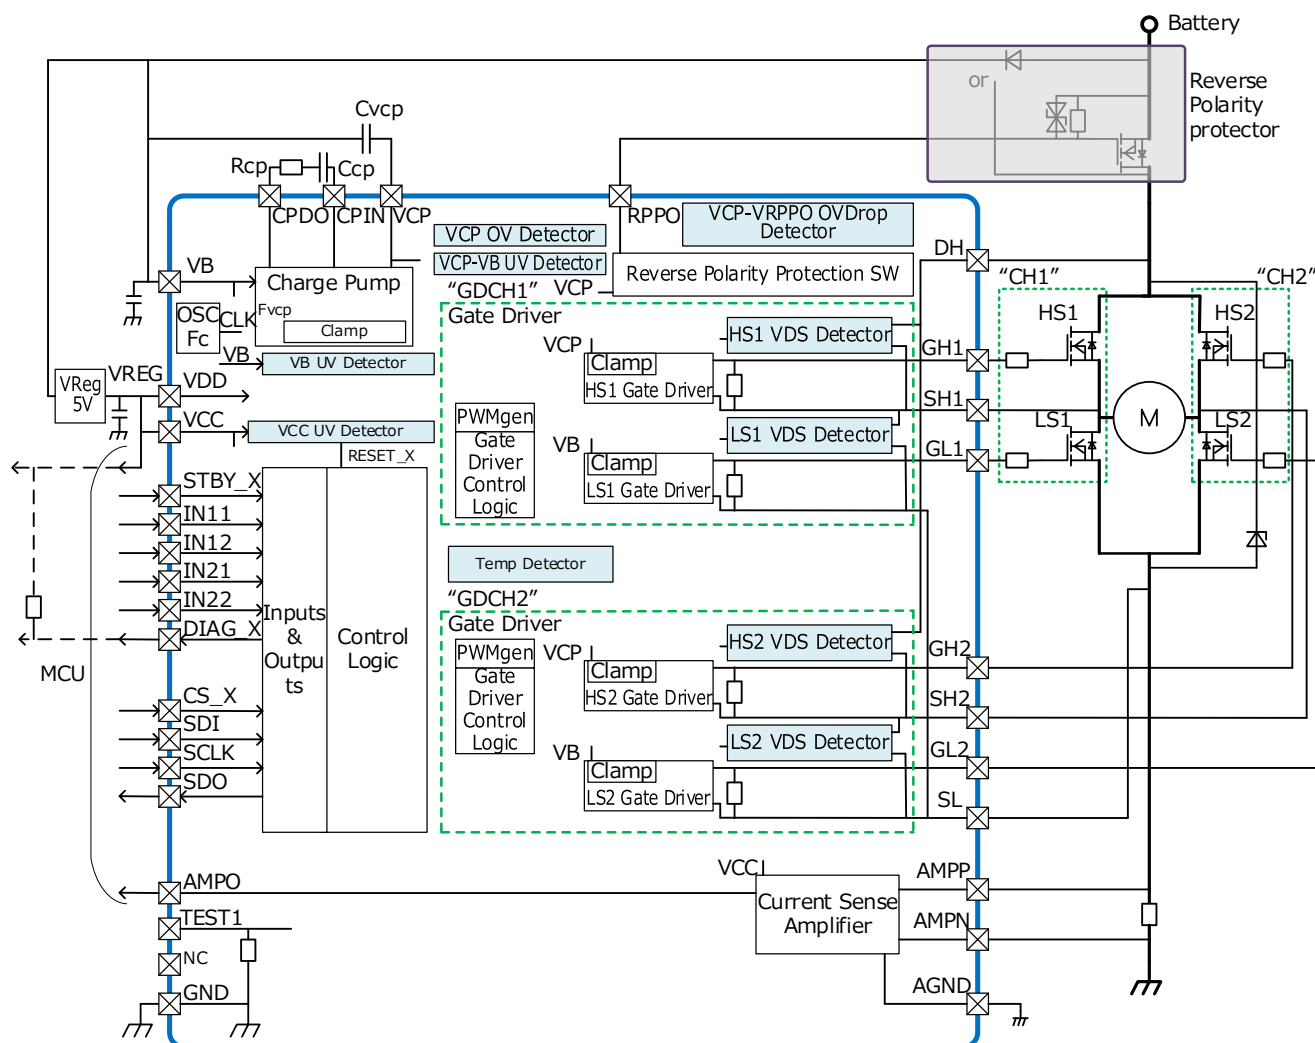 Battery
Reverse
Polarity
protector
or
Cvcp
Rcp
Ccp
CPDO
CPIN
VCP
RPPO
VCP-VRPPO OVDrop
Detector
VCP OV Detector
VCP-VB UV Detector
Reverse Polarity Protection SW
VCP
DH
VB
Charge Pump
Fvcp
Clamp
OSC
Fc
CLK
VB
VB UV Detector
"GDCH1"
Gate Driver
HS1 VDS Detector
VCP
Clamp
HS1 Gate Driver
GH1
SH1
LS1 VDS Detector
VB
Clamp
LS1 Gate Driver
GL1
PWMgen
Gate
Driver
Control
Logic
"CH1"
"CH2"
HS1
HS2
M
LS1
LS2
VReg
5V
VREG
VDD
VCC
VCC UV Detector
RESET_X
STBY_X
IN11
IN12
IN21
IN22
DIAG_X
MCU
CS_X
SDI
SCLK
SDO
Inputs
&
Outpu
ts
Control
Logic
Temp Detector
"GDCH2"
Gate Driver
PWMgen
Gate
Driver
Control
Logic
HS2 VDS Detector
VCP
Clamp
HS2 Gate Driver
GH2
SH2
LS2 VDS Detector
VB
Clamp
LS2 Gate Driver
GL2
SL
AMPO
VCC
Current Sense
Amplifier
AMPP
AMPN
AGND
TEST1
NC
GND